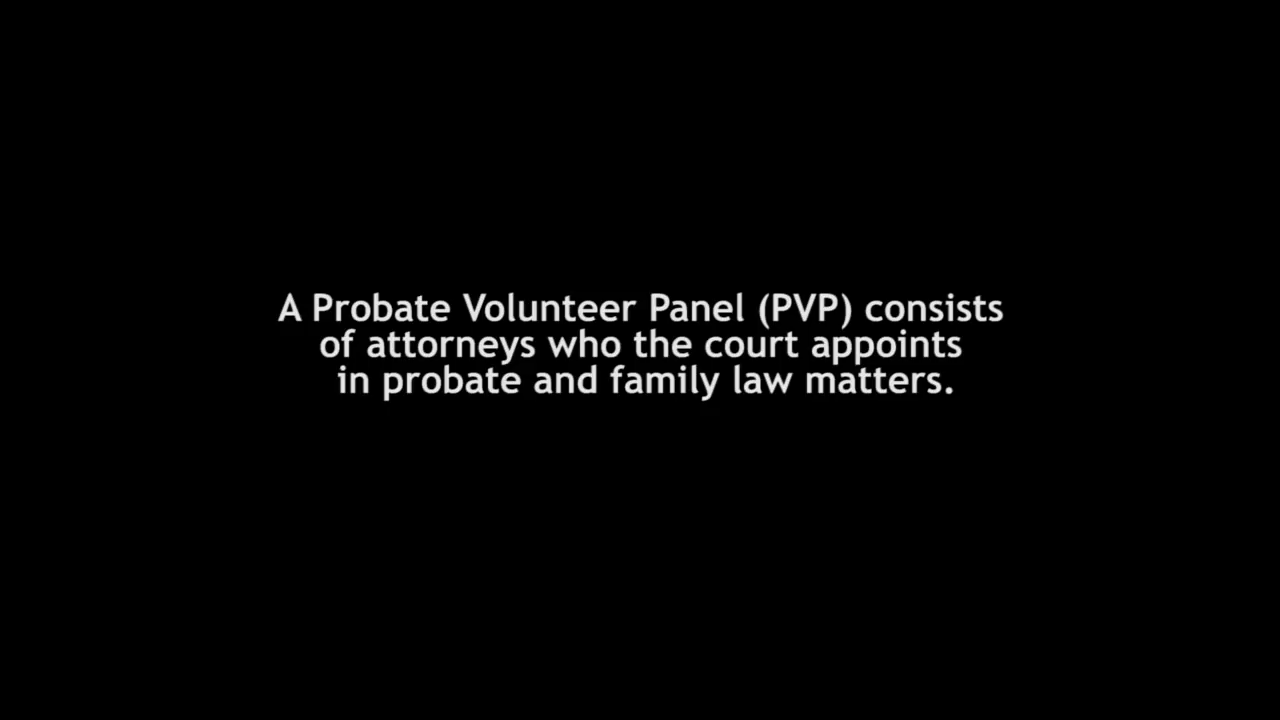 A Probate Volunteer Panel (PVP) consists
of attorneys who the court appoints
in probate and family law matters.